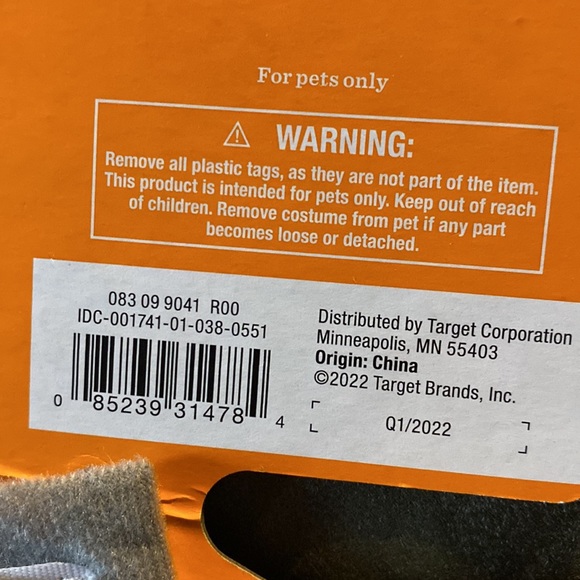 For pets only
⚠ WARNING:
Remove all plastic tags, as they are not part of the item.
This product is intended for pets only. Keep out of reach
of children. Remove costume from pet if any part
becomes loose or detached.
083 09 9041 R00
IDC-001741-01-038-0551
0 85239 31478 4
Distributed by Target Corporation
Minneapolis, MN 55403
Origin: China
©2022 Target Brands, Inc.
Q1/2022